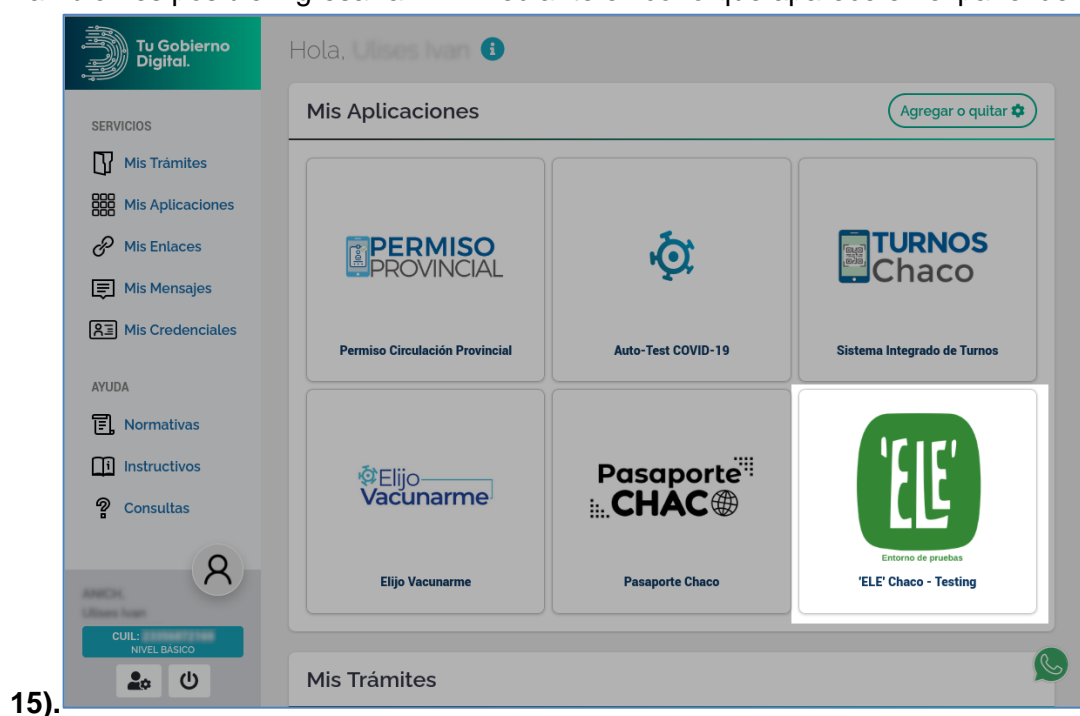 Tu Gobierno
Digital.
Hola,
Mis Aplicaciones
Agregar o quitar
SERVICIOS
Mis Trámites
Mis Aplicaciones
Mis Enlaces
Mis Mensajes
Mis Credenciales
AYUDA
Normativas
Instructivos
Consultas
PERMISO
PROVINCIAL
Permiso Circulación Provincial
Auto-Test COVID-19
TURNOS
Chaco
Sistema Integrado de Turnos
Elijo
Vacunarme
Elijo Vacunarme
Pasaporte
CHACO
Pasaporte Chaco
'ELE'
Entorno de pruebas
'ELE' Chaco - Testing
CUIL:
NIVEL BÁSICO
Mis Trámites
15).